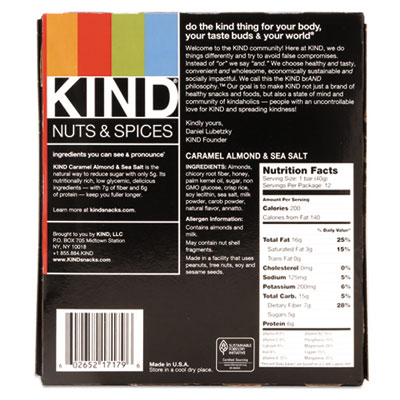 do the kind thing for your body,
your taste buds & your world®
Welcome to the KIND community! Here at KIND, we do
things differently and try to avoid false compromises.
Instead of "or" we say "and." We choose healthy and tasty,
convenient and wholesome, economically sustainable and
socially impactful. We call this the KIND brAND
philosophy.™ Our goal is to make KIND not just a brand of
healthy snacks and foods, but also a state of mind and
community of kindaholics — people with an uncontrollable
love for KIND and spreading kindness!
Kindly yours,
Daniel Lubetzky
KIND Founder
KIND®
NUTS & SPICES
ingredients you can see & pronounce®
KIND Caramel Almond & Sea Salt is the
natural way to reduce sugar with only 5g. Its
nutritionally rich, low glycemic, delicious
ingredients — with 7g of fiber and 6g
of protein — keep you fuller longer.
Learn more at kindsnacks.com.
Brought to you by KIND, LLC
P.O. BOX 705 Midtown Station
NY, NY 10018
+1 855.884.KIND
www.KINDsnacks.com
6 02652 17179 6
CARAMEL ALMOND & SEA SALT
INGREDIENTS: Almonds,
chicory root fiber, honey,
palm kernel oil, sugar, non
GMO glucose, crisp rice,
soy lecithin, sea salt, milk
powder, carob powder,
natural flavor, annatto.
Allergen Information:
Contains almonds and
milk.
May contain nut shell
fragments.
Made in a facility that uses
peanuts, tree nuts, soy and
sesame seeds.
SUSTAINABLE
FORESTRY
INITIATIVE
Certified Sourcing
Made in U.S.A.
Store in a cool dry place.
Nutrition Facts
Serving Size: 1 bar (40g)
Servings Per Package: 12
Amount Per Serving
Calories 200
Calories from Fat 140
% Daily Value*
Total Fat 16g 25%
Saturated Fat 3g 15%
Trans Fat 0g
Cholesterol 0mg 0%
Sodium 125mg 5%
Potassium 200mg 6%
Total Carb. 15g 5%
Dietary Fiber 7g 28%
Sugars 5g
Protein 6g